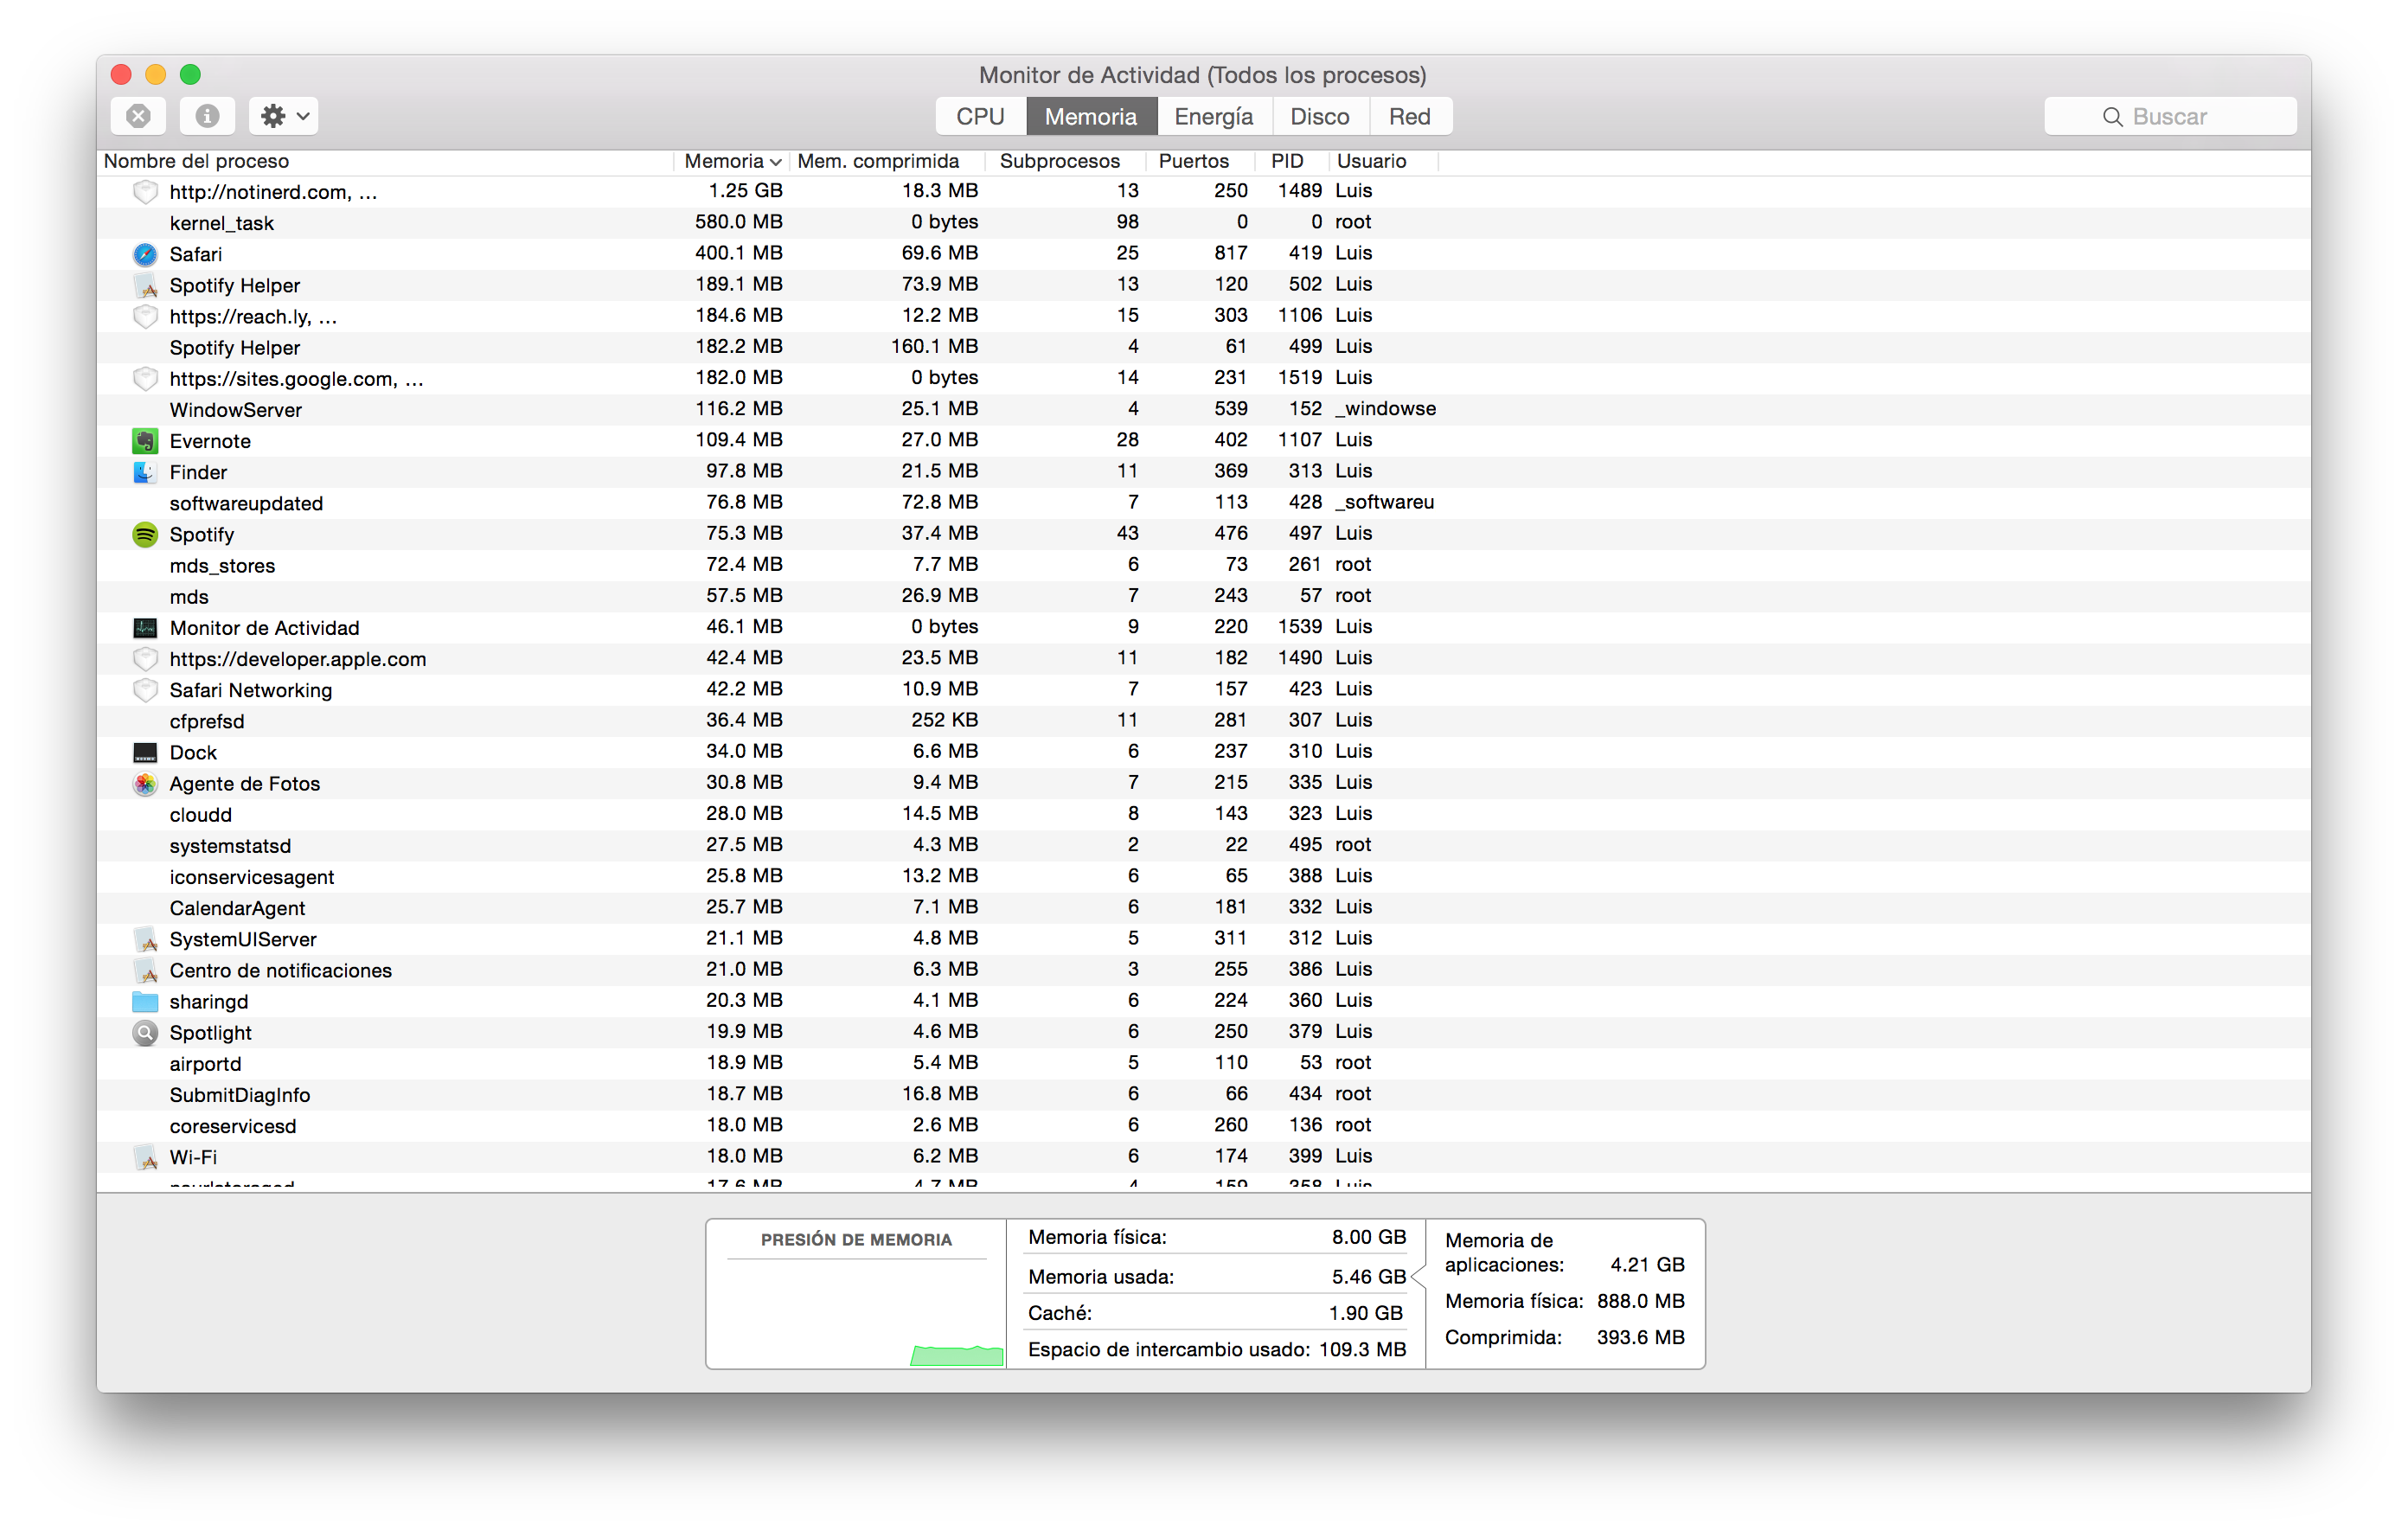 Monitor de Actividad (Todos los procesos)
CPU Memoria Energía Disco Red Buscar
Nombre del proceso Memoria Mem. comprimida Subprocesos Puertos PID Usuario
http://notinerd.com, ... 1.25 GB 18.3 MB 13 250 1489 Luis
kernel_task 580.0 MB 0 bytes 98 0 0 root
Safari 400.1 MB 69.6 MB 25 817 419 Luis
Spotify Helper 189.1 MB 73.9 MB 13 120 502 Luis
https://reach.ly, ... 184.6 MB 12.2 MB 15 303 1106 Luis
Spotify Helper 182.2 MB 160.1 MB 4 61 499 Luis
https://sites.google.com, ... 182.0 MB 0 bytes 14 231 1519 Luis
WindowServer 116.2 MB 25.1 MB 4 539 152 _windowse
Evernote 109.4 MB 27.0 MB 28 402 1107 Luis
Finder 97.8 MB 21.5 MB 11 369 313 Luis
softwareupdated 76.8 MB 72.8 MB 7 113 428 _softwareu
Spotify 75.3 MB 37.4 MB 43 476 497 Luis
mds_stores 72.4 MB 7.7 MB 6 73 261 root
mds 57.5 MB 26.9 MB 7 243 57 root
Monitor de Actividad 46.1 MB 0 bytes 9 220 1539 Luis
https://developer.apple.com 42.4 MB 23.5 MB 11 182 1490 Luis
Safari Networking 42.2 MB 10.9 MB 7 157 423 Luis
cfprefsd 36.4 MB 252 KB 11 281 307 Luis
Dock 34.0 MB 6.6 MB 6 237 310 Luis
Agente de Fotos 30.8 MB 9.4 MB 7 215 335 Luis
cloudd 28.0 MB 14.5 MB 8 143 323 Luis
systemstatsd 27.5 MB 4.3 MB 2 22 495 root
iconservicesagent 25.8 MB 13.2 MB 6 65 388 Luis
CalendarAgent 25.7 MB 7.1 MB 6 181 332 Luis
SystemUIServer 21.1 MB 4.8 MB 5 311 312 Luis
Centro de notificaciones 21.0 MB 6.3 MB 3 255 386 Luis
sharingd 20.3 MB 4.1 MB 6 224 360 Luis
Spotlight 19.9 MB 4.6 MB 6 250 379 Luis
airportd 18.9 MB 5.4 MB 5 110 53 root
SubmitDiagInfo 18.7 MB 16.8 MB 6 66 434 root
coreservicesd 18.0 MB 2.6 MB 6 260 136 root
Wi-Fi 18.0 MB 6.2 MB 6 174 399 Luis
PRESIÓN DE MEMORIA
Memoria física: 8.00 GB
Memoria usada: 5.46 GB
Caché: 1.90 GB
Espacio de intercambio usado: 109.3 MB
Memoria de
aplicaciones: 4.21 GB
Memoria física: 888.0 MB
Comprimida: 393.6 MB